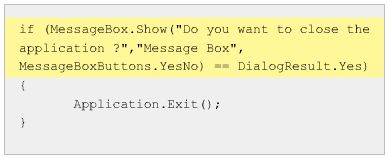 if (MessageBox.Show("Do you want to close the
application ?","Message Box",
MessageBoxButtons.YesNo) == DialogResult.Yes)
{
Application.Exit();
}